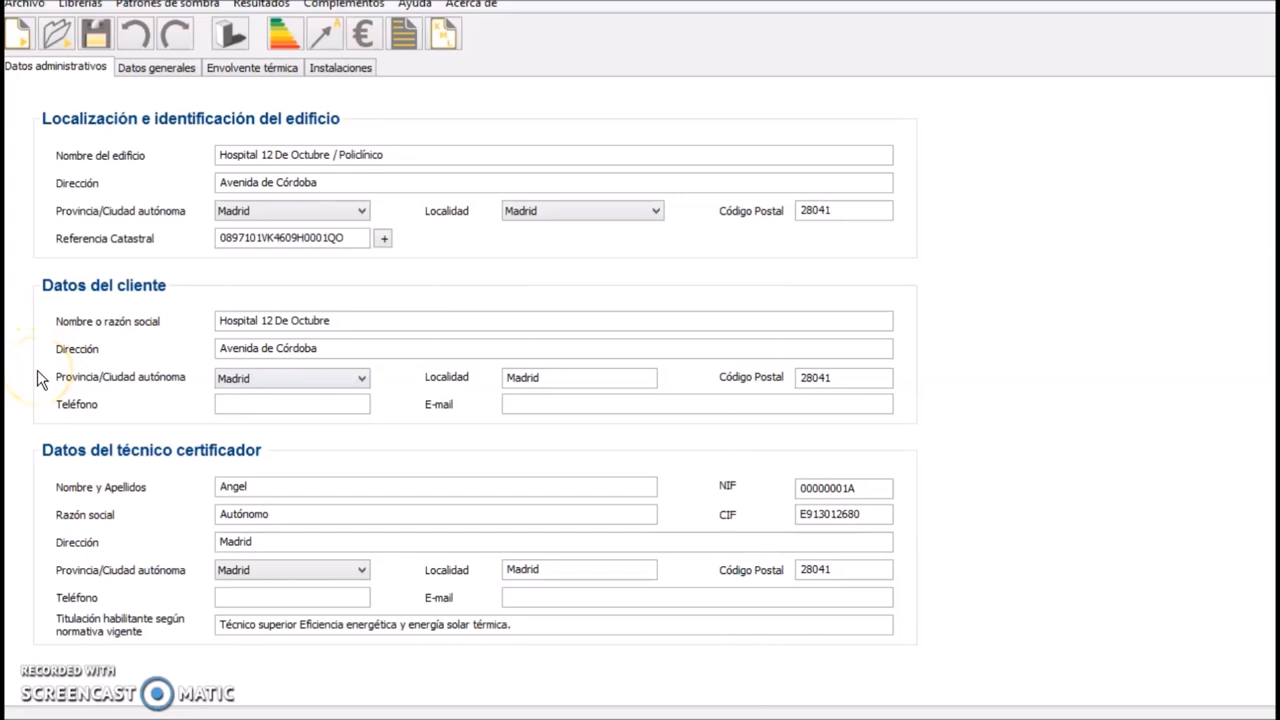 Archivo Librerías Patrones de sombra Resultados Complementos Ayuda Acerca de
Datos administrativos Datos generales Envolvente térmica Instalaciones
Localización e identificación del edificio
Nombre del edificio Hospital 12 De Octubre / Policlínico
Dirección Avenida de Córdoba
Provincia/Ciudad autónoma Madrid Localidad Madrid Código Postal 28041
Referencia Catastral 0897101VK4609H0001QO +
Datos del cliente
Nombre o razón social Hospital 12 De Octubre
Dirección Avenida de Córdoba
Provincia/Ciudad autónoma Madrid Localidad Madrid Código Postal 28041
Teléfono E-mail
Datos del técnico certificador
Nombre y Apellidos Angel NIF 00000001A
Razón social Autónomo CIF E913012680
Dirección Madrid
Provincia/Ciudad autónoma Madrid Localidad Madrid Código Postal 28041
Teléfono E-mail
Titulación habilitante según
normativa vigente Técnico superior Eficiencia energética y energía solar térmica.
RECORDED WITH
SCREENCAST MATIC